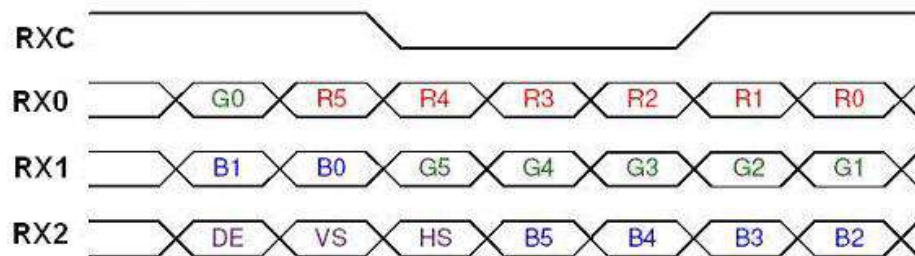 RXC
RX0 G0 R5 R4 R3 R2 R1 R0
RX1 B1 B0 G5 G4 G3 G2 G1
RX2 DE VS HS B5 B4 B3 B2